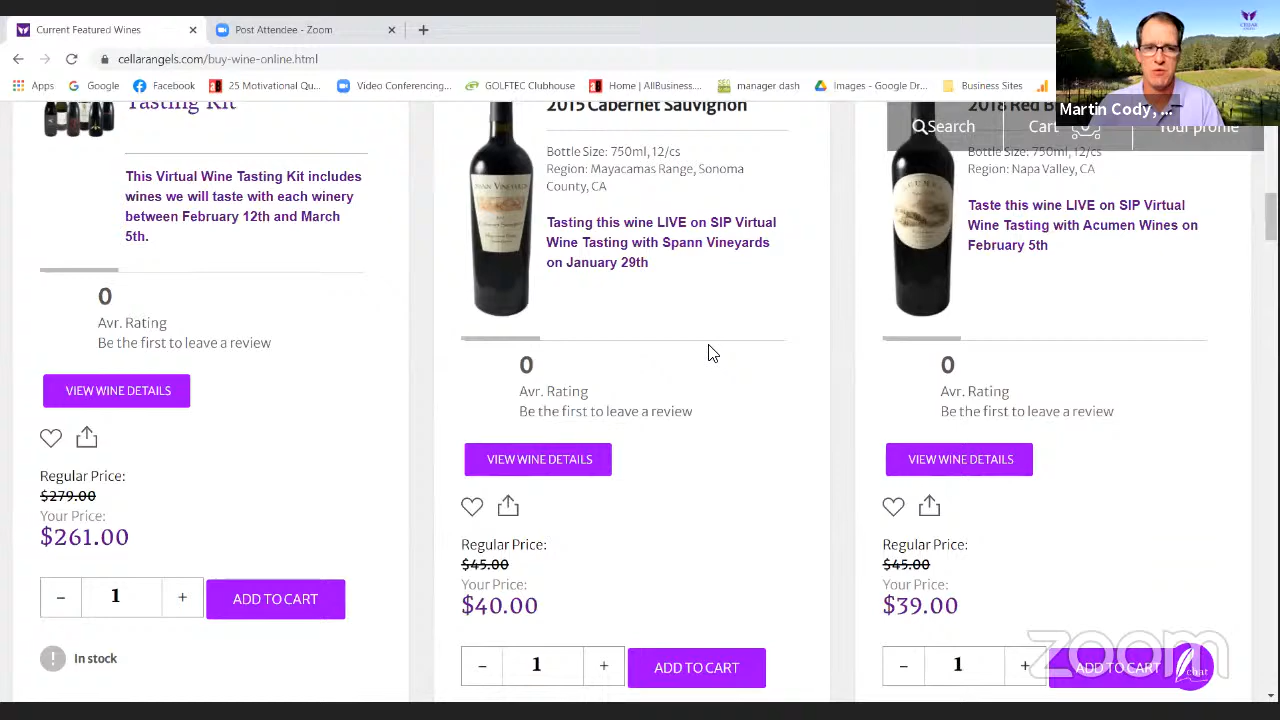 Current Featured Wines
Post Attendee - Zoom
cellarangels.com/buy-wine-online.html
Apps
Google
Facebook
25 Motivational Qu...
Video Conferencing...
GOLFTEC Clubhouse
Home | AllBusiness...
manager dash
Images - Google Dr...
Business Sites
CELLAR
Martin Cody, ...
Search
Cart
0
Your profile
Tasting Kit
This Virtual Wine Tasting Kit includes
wines we will taste with each winery
between February 12th and March
5th.
0
Avr. Rating
Be the first to leave a review
VIEW WINE DETAILS
Regular Price:
$279.00
Your Price:
$261.00
- 1 +
ADD TO CART
! In stock
2015 Cabernet Sauvignon
Bottle Size: 750ml, 12/cs
Region: Mayacamas Range, Sonoma
County, CA
Tasting this wine LIVE on SIP Virtual
Wine Tasting with Spann Vineyards
on January 29th
SPANN VINEYARDS
0
Avr. Rating
Be the first to leave a review
VIEW WINE DETAILS
Regular Price:
$45.00
Your Price:
$40.00
- 1 +
ADD TO CART
2018 Red B
Bottle Size: 750ml, 12/cs
Region: Napa Valley, CA
Taste this wine LIVE on SIP Virtual
Wine Tasting with Acumen Wines on
February 5th
ACUMEN
0
Avr. Rating
Be the first to leave a review
VIEW WINE DETAILS
Regular Price:
$45.00
Your Price:
$39.00
- 1 +
ADD TO CART
chat
zoom